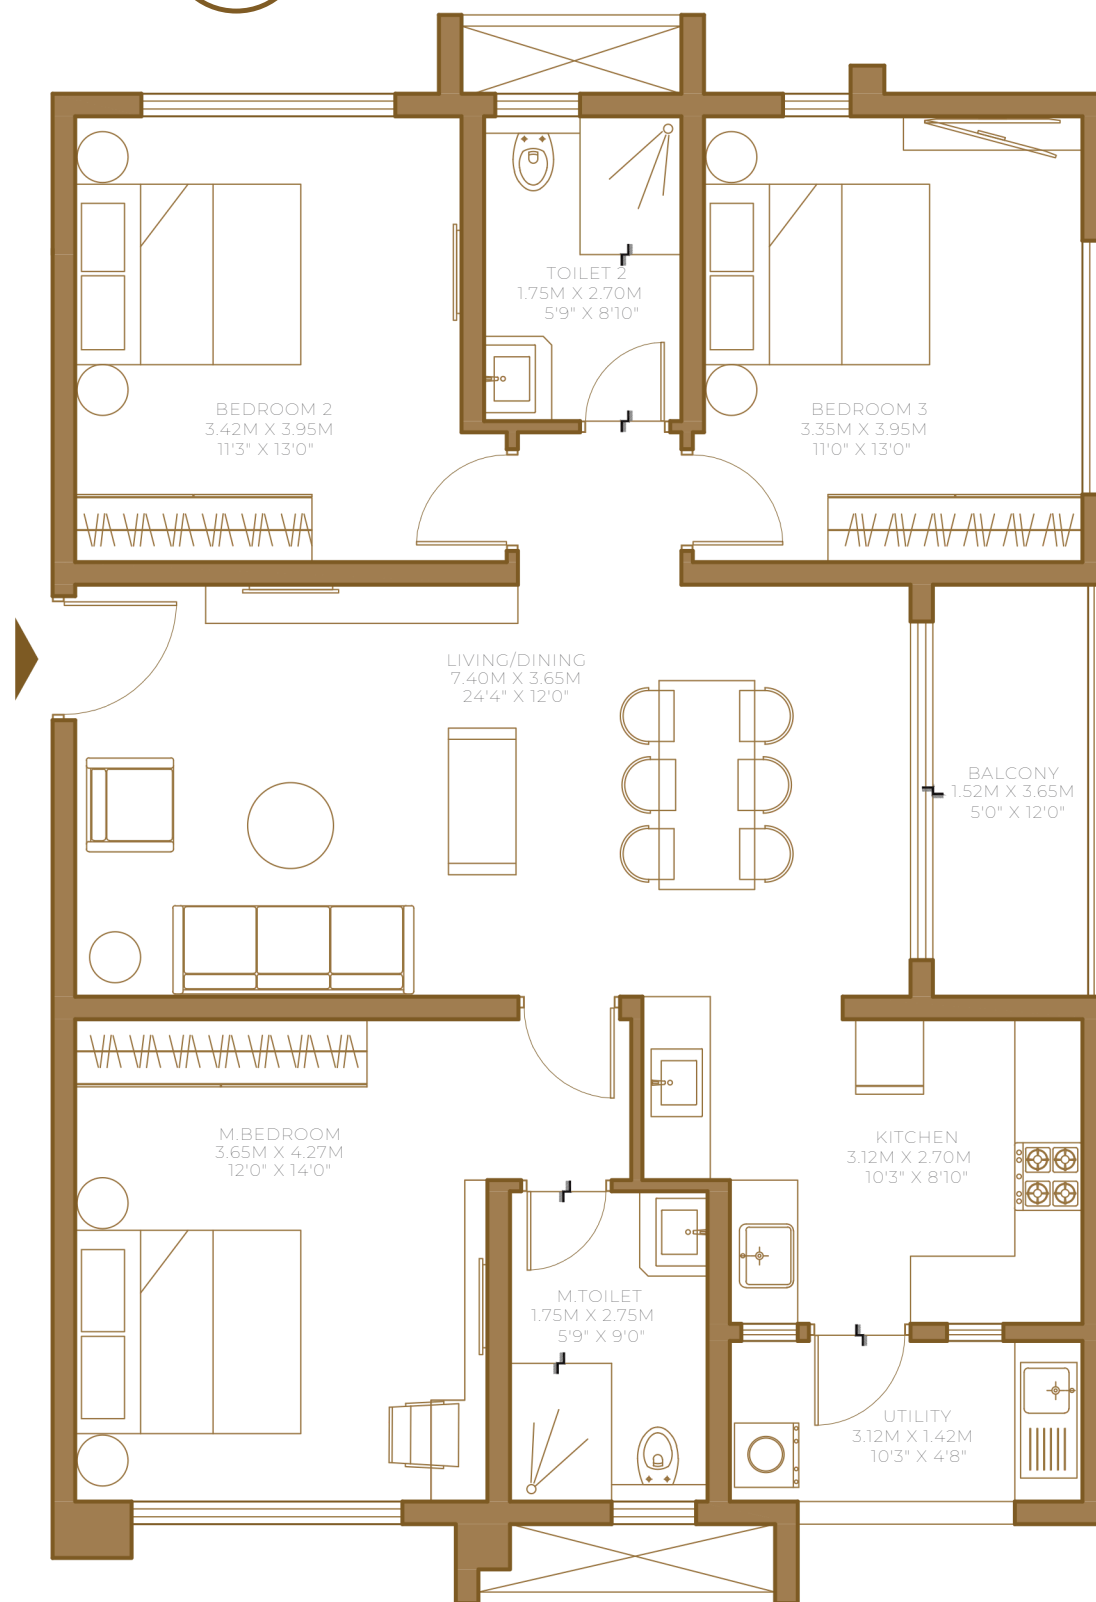 TOILET 2
1.75M X 2.70M
5'9" X 8'10"
BEDROOM 2
3.42M X 3.95M
11'3" X 13'0"
BEDROOM 3
3.35M X 3.95M
11'0" X 13'0"
LIVING/DINING
7.40M X 3.65M
24'4" X 12'0"
BALCONY
1.52M X 3.65M
5'0" X 12'0"
M.BEDROOM
3.65M X 4.27M
12'0" X 14'0"
KITCHEN
3.12M X 2.70M
10'3" X 8'10"
M.TOILET
1.75M X 2.75M
5'9" X 9'0"
UTILITY
3.12M X 1.42M
10'3" X 4'8"